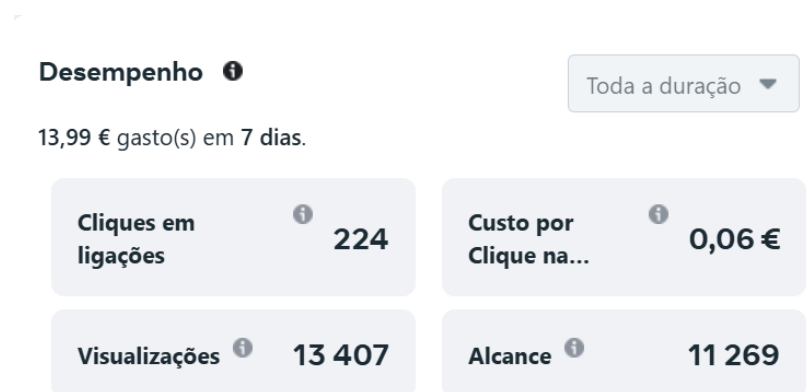 Desempenho
Toda a duração
13,99 € gasto(s) em 7 dias.
Cliques em
ligações
224
Custo por
Clique na...
0,06 €
Visualizações
13 407
Alcance
11 269